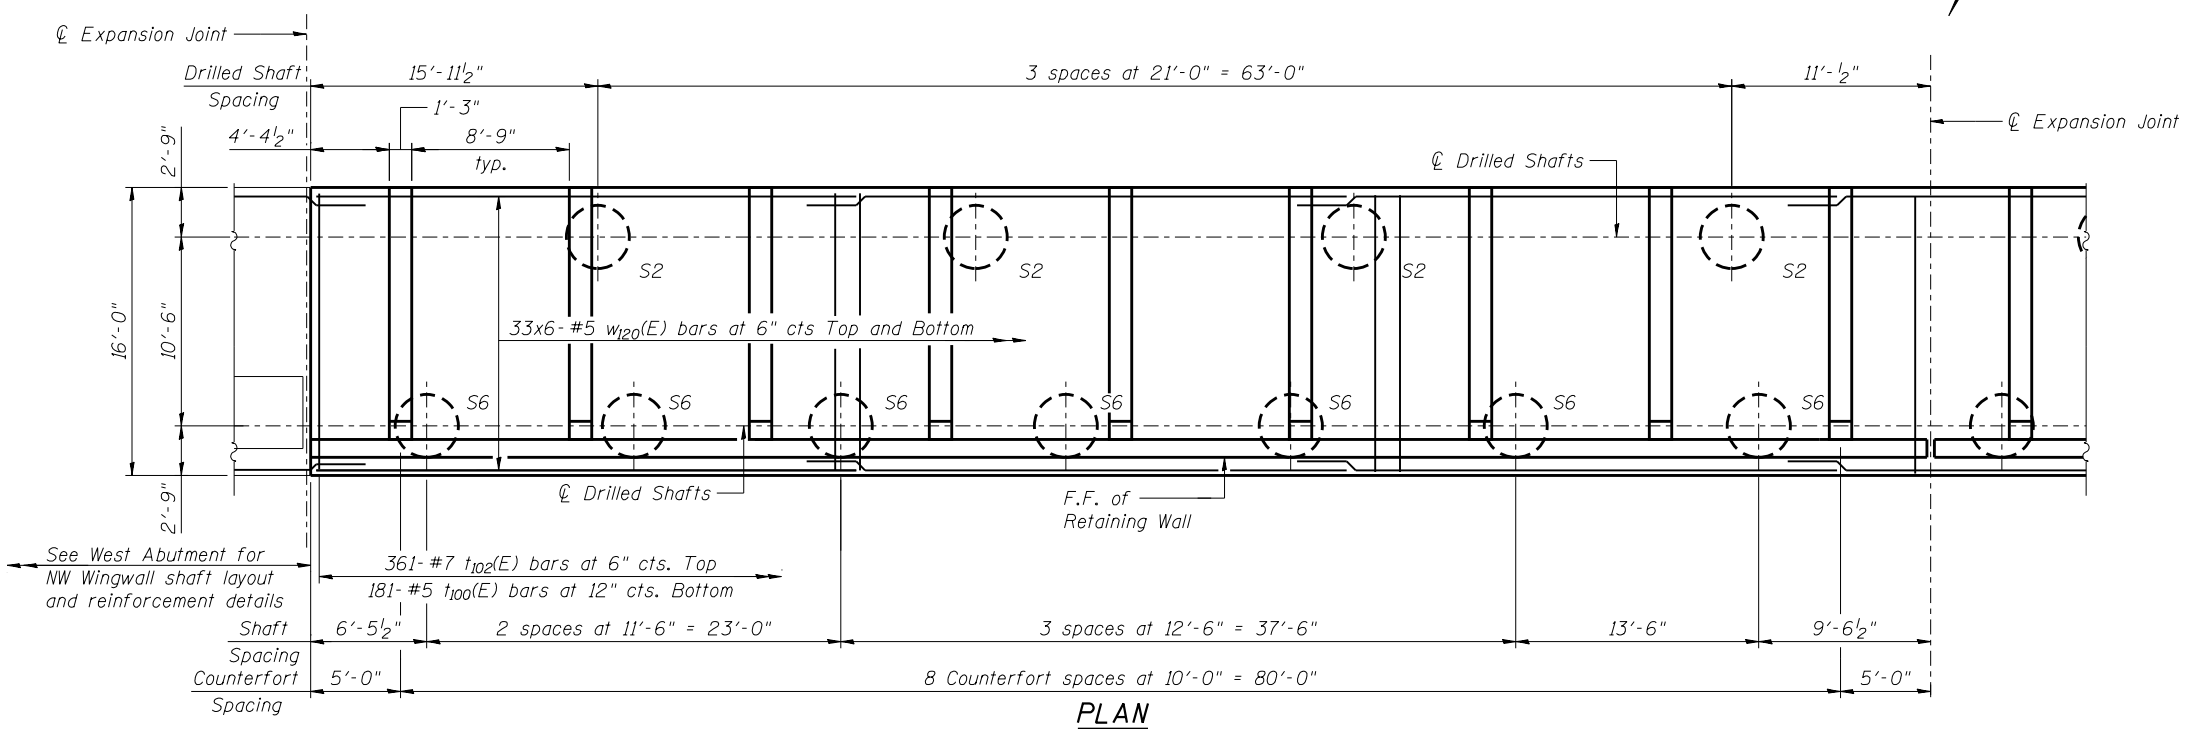 ℄ Expansion Joint
Drilled Shaft
Spacing
15'-11½"
3 spaces at 21'-0" = 63'-0"
11'-½"
1'-3"
4'-4½"
8'-9"
typ.
℄ Expansion Joint
℄ Drilled Shafts
2'-9"
16'-0"
10'-6"
2'-9"
S2
S2
S2
S2
33x6-#5 w120(E) bars at 6" cts Top and Bottom
S6
S6
S6
S6
S6
S6
S6
℄ Drilled Shafts
F.F. of
Retaining Wall
See West Abutment for
NW Wingwall shaft layout
and reinforcement details
361-#7 t102(E) bars at 6" cts. Top
181-#5 t100(E) bars at 12" cts. Bottom
Shaft
Spacing
6'-5½"
2 spaces at 11'-6" = 23'-0"
3 spaces at 12'-6" = 37'-6"
13'-6"
9'-6½"
Counterfort
Spacing
5'-0"
8 Counterfort spaces at 10'-0" = 80'-0"
5'-0"
PLAN